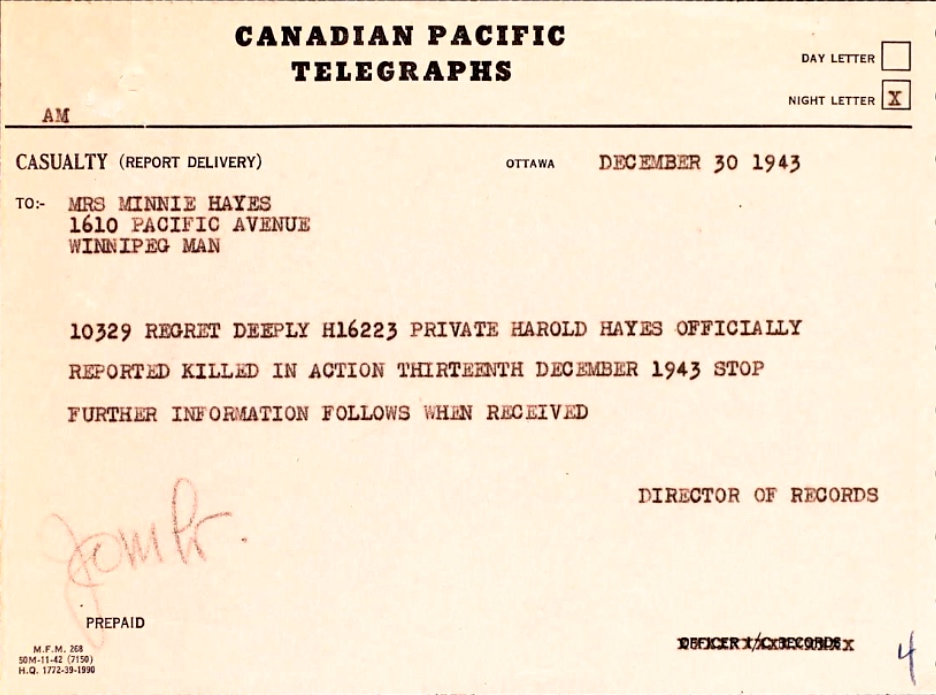 CANADIAN PACIFIC
TELEGRAPHS
DAY LETTER
NIGHT LETTER X
AM
CASUALTY (REPORT DELIVERY) OTTAWA DECEMBER 30 1943
TO:- MRS MINNIE HAYES
1610 PACIFIC AVENUE
WINNIPEG MAN
10329 REGRET DEEPLY H16223 PRIVATE HAROLD HAYES OFFICIALLY
REPORTED KILLED IN ACTION THIRTEENTH DECEMBER 1943 STOP
FURTHER INFORMATION FOLLOWS WHEN RECEIVED
DIRECTOR OF RECORDS
PREPAID
OFFICER I/C RECORDS
4
M.F.M. 268
50M-11-42 (7150)
H.Q. 1772-39-1990